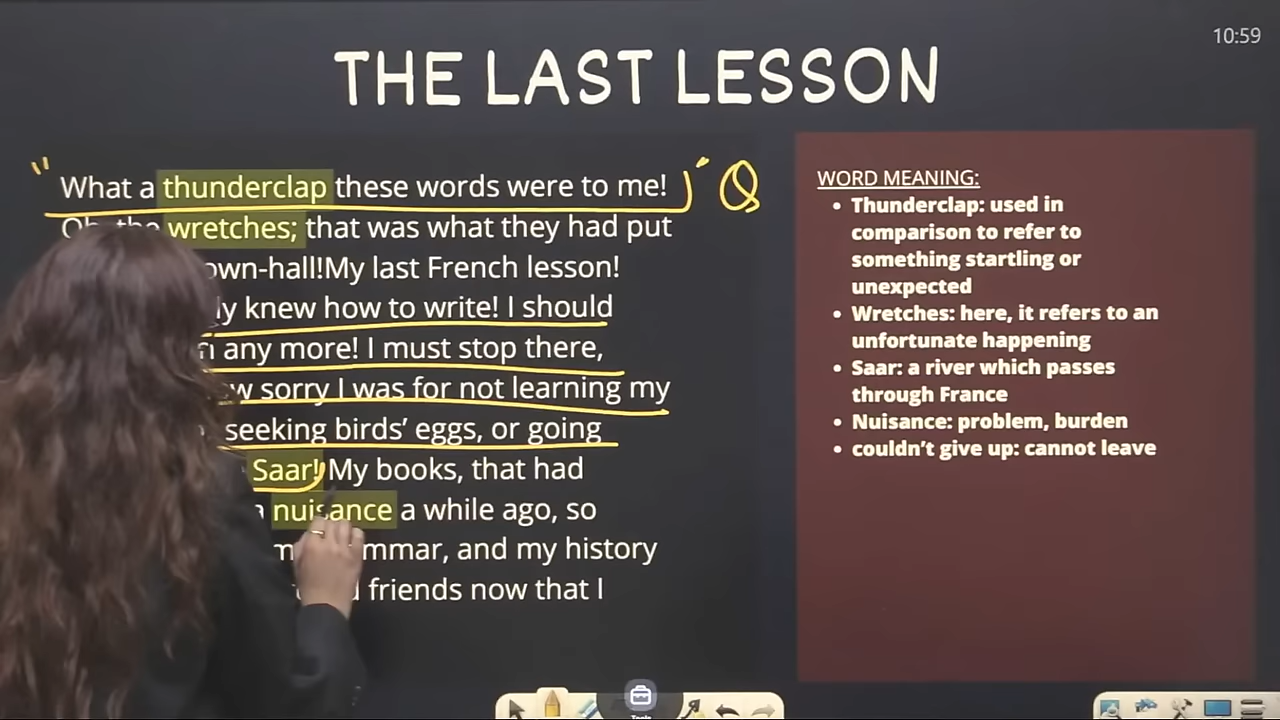 10:59
THE LAST LESSON
"What a thunderclap these words were to me!" Q
wretches; that was what they had put
own-hall!My last French lesson!
ly knew how to write! I should
any more! I must stop there,
w sorry I was for not learning my
seeking birds' eggs, or going
Saar! My books, that had
a nuisance a while ago, so
mmar, and my history
friends now that I
WORD MEANING:
• Thunderclap: used in
comparison to refer to
something startling or
unexpected
• Wretches: here, it refers to an
unfortunate happening
• Saar: a river which passes
through France
• Nuisance: problem, burden
• couldn't give up: cannot leave